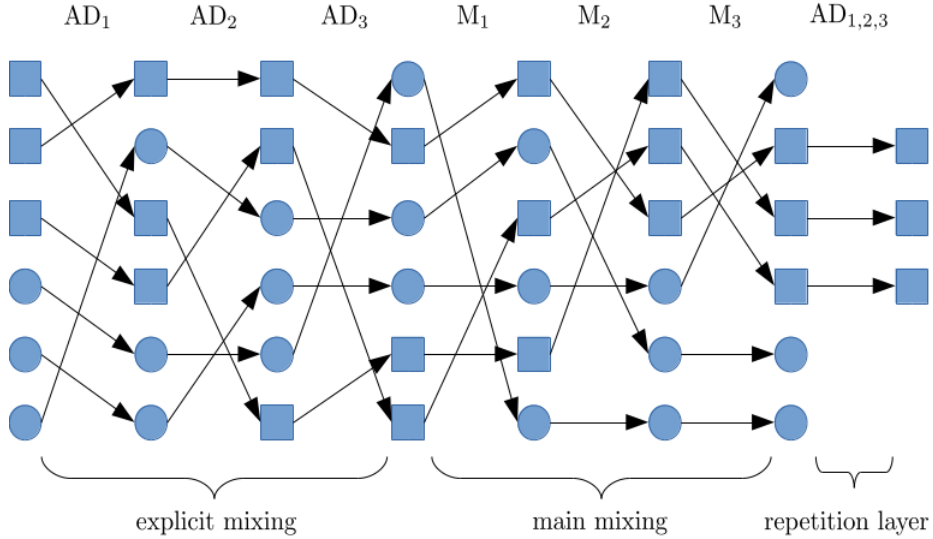 AD₁ AD₂ AD₃ M₁ M₂ M₃ AD₁,₂,₃
explicit mixing main mixing repetition layer